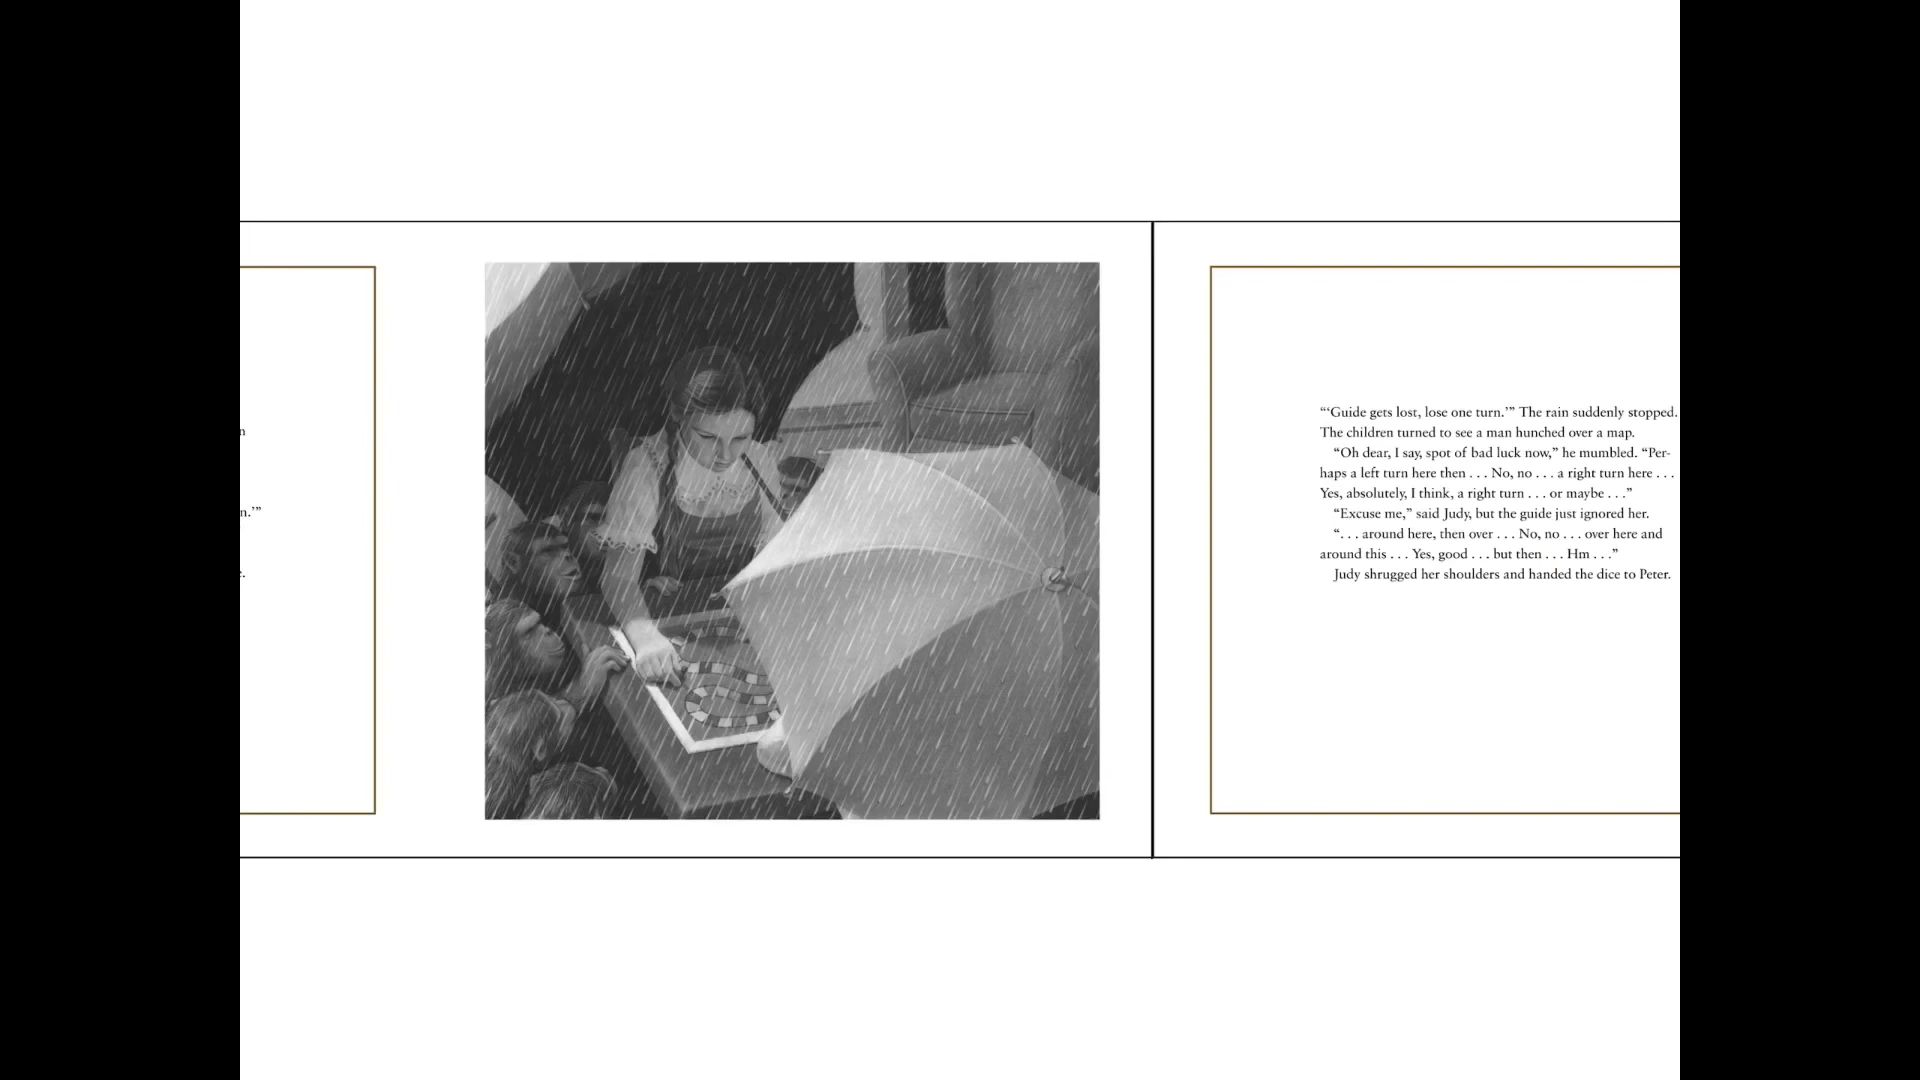 n
n.’”
e.
“‘Guide gets lost, lose one turn.’” The rain suddenly stopped.
The children turned to see a man hunched over a map.
“Oh dear, I say, spot of bad luck now,” he mumbled. “Per-
haps a left turn here then . . . No, no . . . a right turn here . . .
Yes, absolutely, I think, a right turn . . . or maybe . . .”
“Excuse me,” said Judy, but the guide just ignored her.
“. . . around here, then over . . . No, no . . . over here and
around this . . . Yes, good . . . but then . . . Hm . . .”
Judy shrugged her shoulders and handed the dice to Peter.